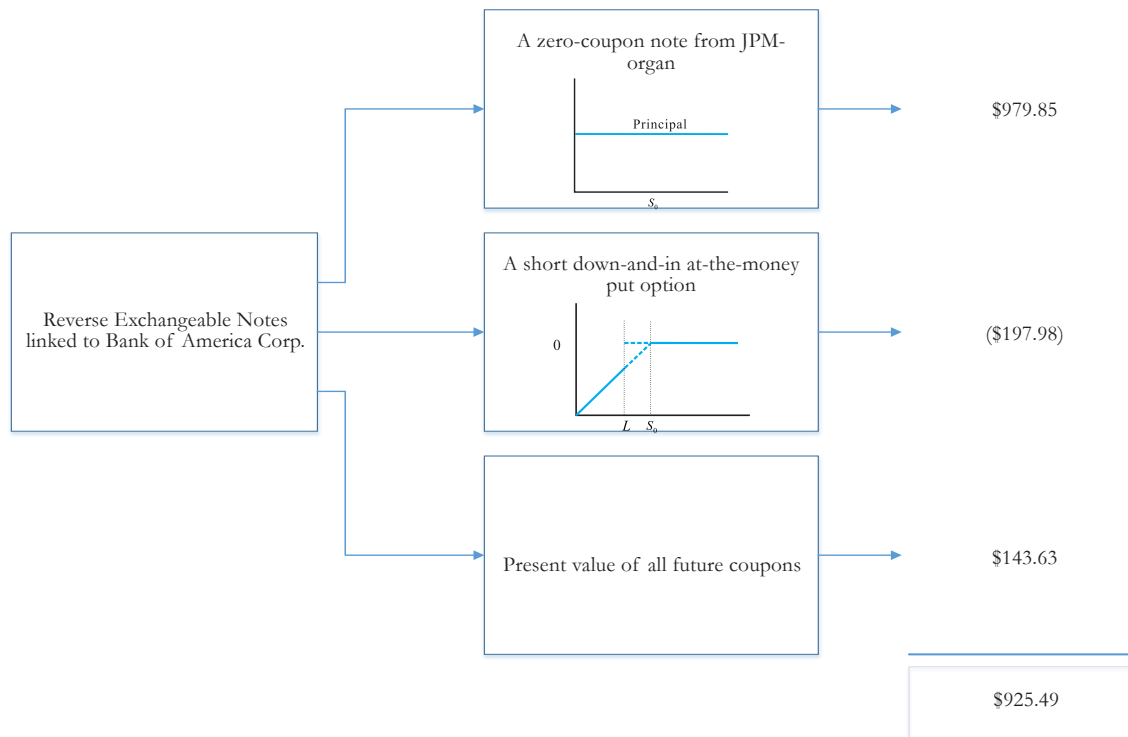 A zero-coupon note from JPM-
organ
Principal
S₀
$979.85
Reverse Exchangeable Notes
linked to Bank of America Corp.
A short down-and-in at-the-money
put option
0
L S₀
($197.98)
Present value of all future coupons
$143.63
$925.49